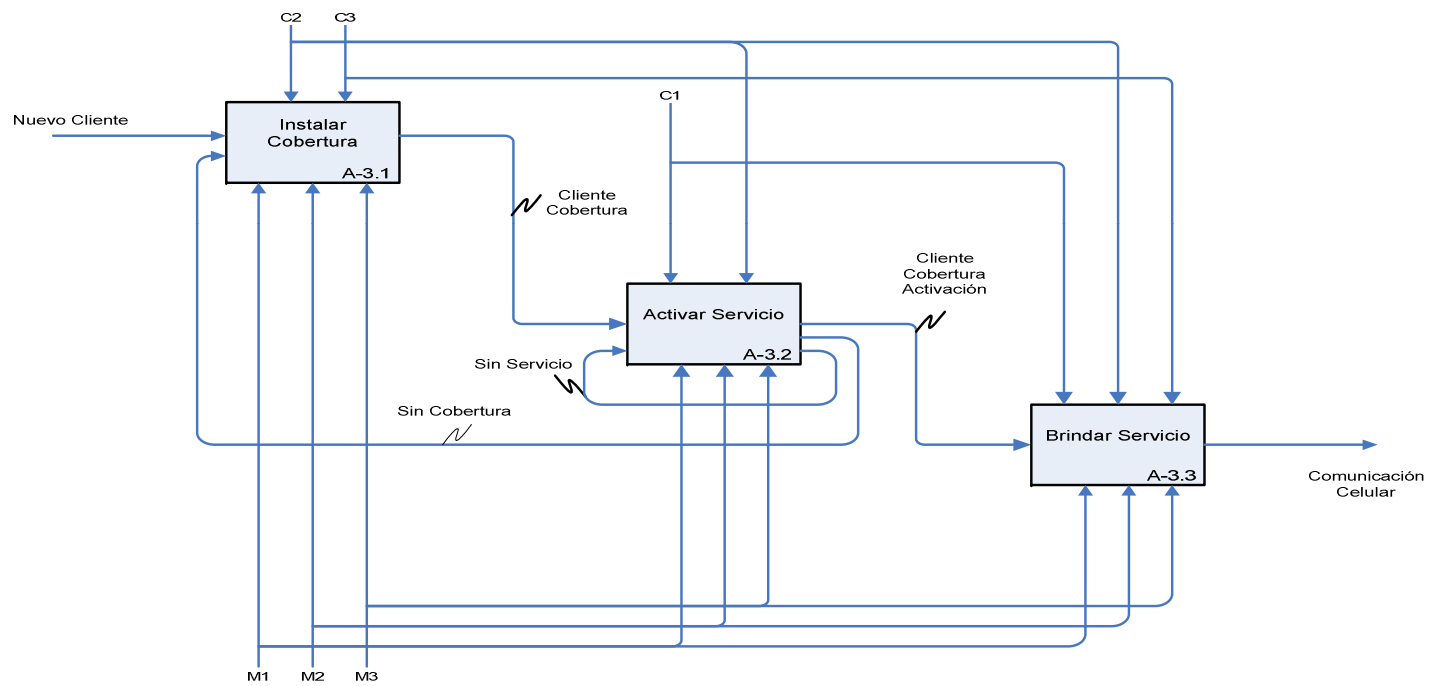 C2
C3
C1
Nuevo Cliente
Instalar
Cobertura
A-3.1
Cliente
Cobertura
Cliente
Cobertura
Activación
Activar Servicio
A-3.2
Sin Servicio
Sin Cobertura
Brindar Servicio
A-3.3
Comunicación
Celular
M1
M2
M3